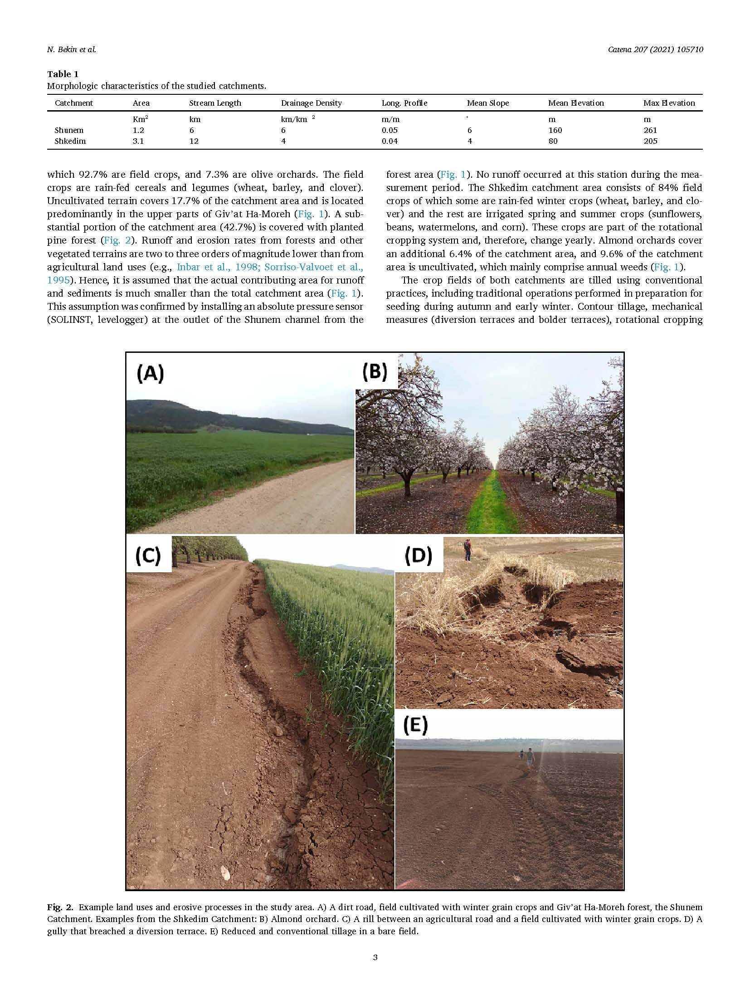 N. Bekin et al.
Catena 207 (2021) 105710
Table 1
Morphologic characteristics of the studied catchments.
Catchment Area Stream Length Drainage Density Long. Profile Mean Slope Mean Elevation Max Elevation
Km² km km/km ² m/m ° m m
Shunem 1.2 6 6 0.05 6 160 261
Shkedim 3.1 12 4 0.04 4 80 205
which 92.7% are field crops, and 7.3% are olive orchards. The field
crops are rain-fed cereals and legumes (wheat, barley, and clover).
Uncultivated terrain covers 17.7% of the catchment area and is located
predominantly in the upper parts of Giv’at Ha-Moreh (Fig. 1). A sub-
stantial portion of the catchment area (42.7%) is covered with planted
pine forest (Fig. 2). Runoff and erosion rates from forests and other
vegetated terrains are two to three orders of magnitude lower than from
agricultural land uses (e.g., Inbar et al., 1998; Sorriso-Valvoet et al.,
1995). Hence, it is assumed that the actual contributing area for runoff
and sediments is much smaller than the total catchment area (Fig. 1).
This assumption was confirmed by installing an absolute pressure sensor
(SOLINST, levelogger) at the outlet of the Shunem channel from the
forest area (Fig. 1). No runoff occurred at this station during the mea-
surement period. The Shkedim catchment area consists of 84% field
crops of which some are rain-fed winter crops (wheat, barley, and clo-
ver) and the rest are irrigated spring and summer crops (sunflowers,
beans, watermelons, and corn). These crops are part of the rotational
cropping system and, therefore, change yearly. Almond orchards cover
an additional 6.4% of the catchment area, and 9.6% of the catchment
area is uncultivated, which mainly comprise annual weeds (Fig. 1).
The crop fields of both catchments are tilled using conventional
practices, including traditional operations performed in preparation for
seeding during autumn and early winter. Contour tillage, mechanical
measures (diversion terraces and bolder terraces), rotational cropping
(A)
(B)
(C)
(D)
(E)
Fig. 2. Example land uses and erosive processes in the study area. A) A dirt road, field cultivated with winter grain crops and Giv’at Ha-Moreh forest, the Shunem
Catchment. Examples from the Shkedim Catchment: B) Almond orchard. C) A rill between an agricultural road and a field cultivated with winter grain crops. D) A
gully that breached a diversion terrace. E) Reduced and conventional tillage in a bare field.
3